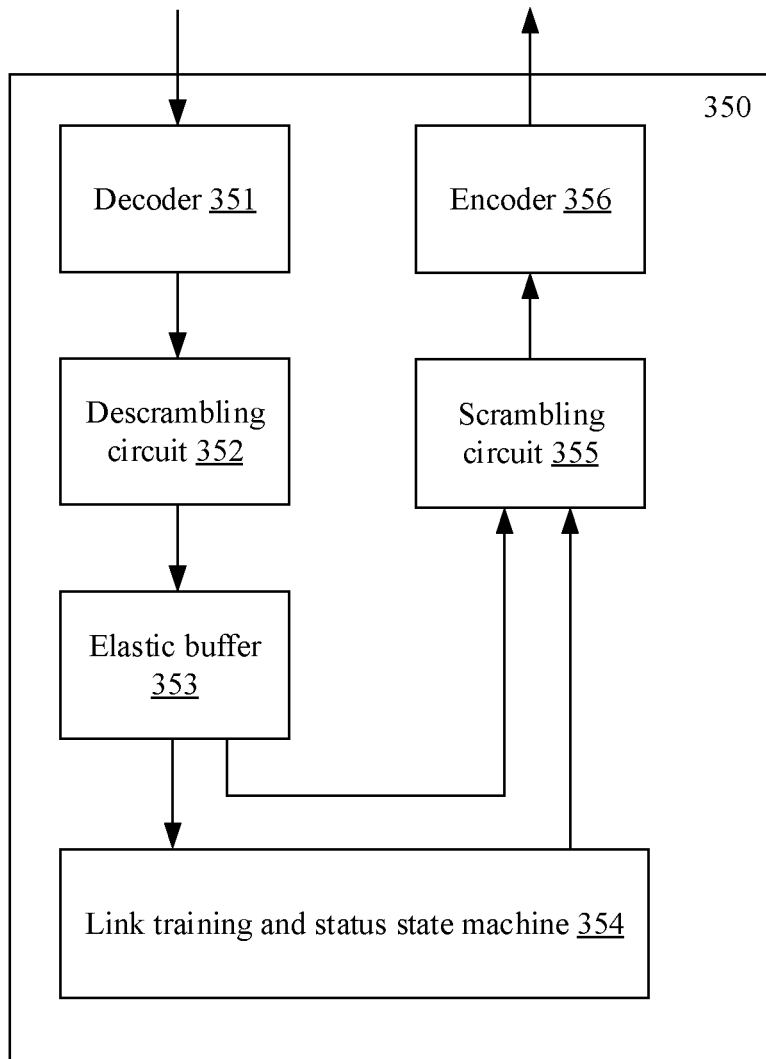 350
Decoder 351
Encoder 356
Descrambling
circuit 352
Scrambling
circuit 355
Elastic buffer
353
Link training and status state machine 354